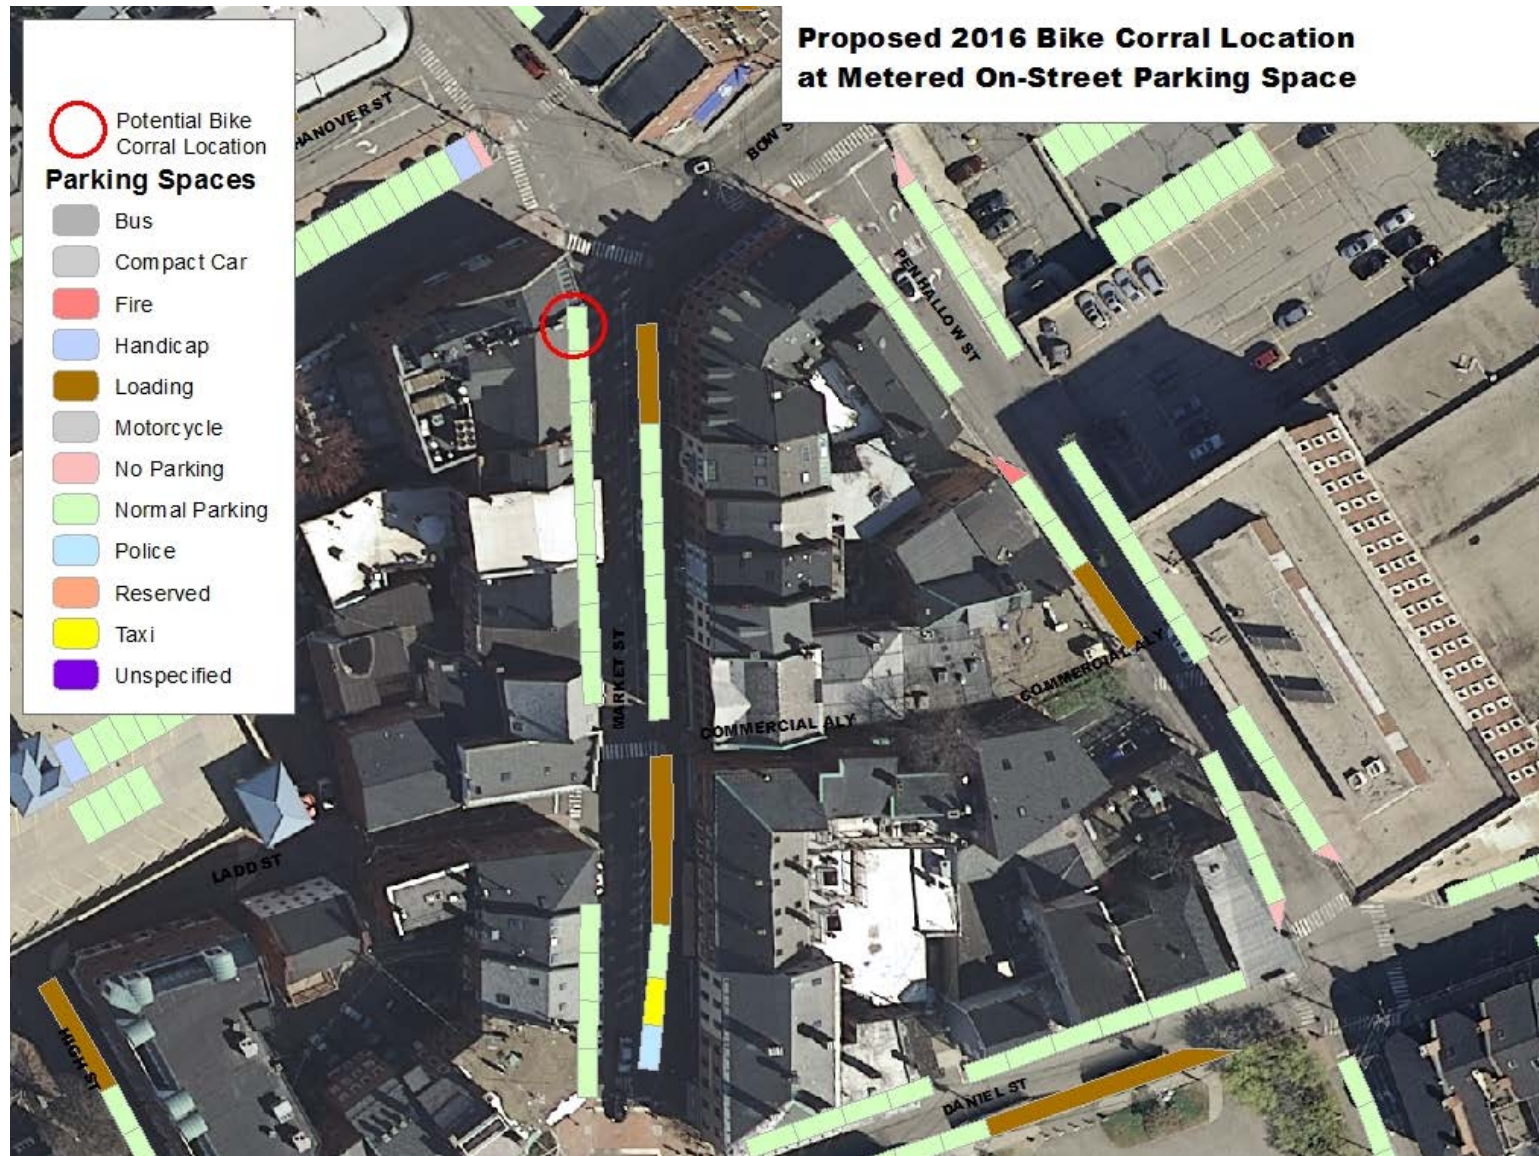 Proposed 2016 Bike Corral Location
at Metered On-Street Parking Space
Potential Bike
Corral Location
Parking Spaces
Bus
Compact Car
Fire
Handicap
Loading
Motorcycle
No Parking
Normal Parking
Police
Reserved
Taxi
Unspecified
HANOVER ST
BOW S
PENHALLOW ST
MARKET ST
COMMERCIAL ALY
COMMERCIAL ALY
LADD ST
HIGH ST
DANIEL ST